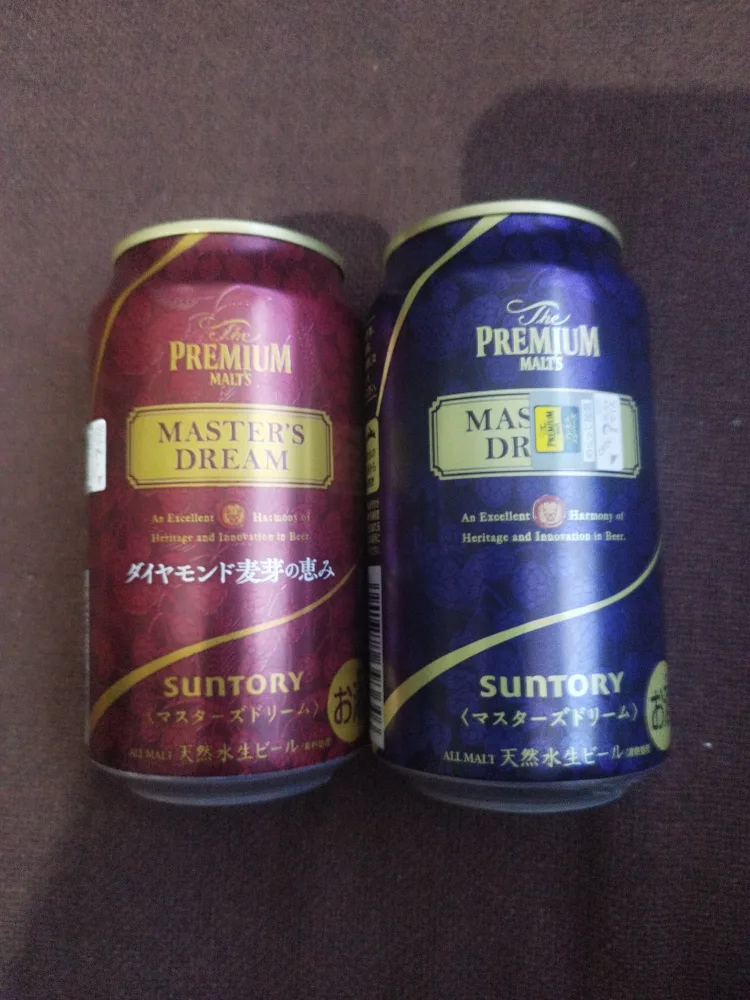 The
PREMIUM
MALT'S
MASTER'S
DREAM
An Excellent Harmony of
Heritage and Innovation in Beer.
ダイヤモンド麦芽の恵み
SUNTORY
〈マスターズドリーム〉
ALL MALT 天然水生ビール
お酒
The
PREMIUM
MALT'S
MAS
DR
An Excellent Harmony of
Heritage and Innovation in Beer.
SUNTORY
〈マスターズドリーム〉
ALL MALT 天然水生ビール
お酒